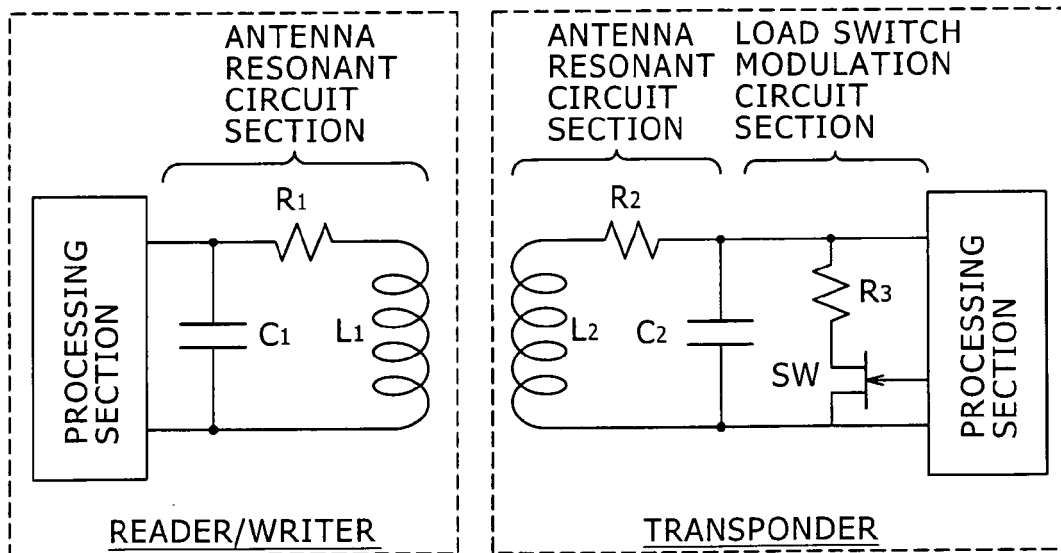 ANTENNA
RESONANT
CIRCUIT
SECTION
ANTENNA
RESONANT
CIRCUIT
SECTION
LOAD SWITCH
MODULATION
CIRCUIT
SECTION
PROCESSING
SECTION
R1
C1
L1
R2
L2
C2
R3
SW
PROCESSING
SECTION
READER/WRITER
TRANSPONDER